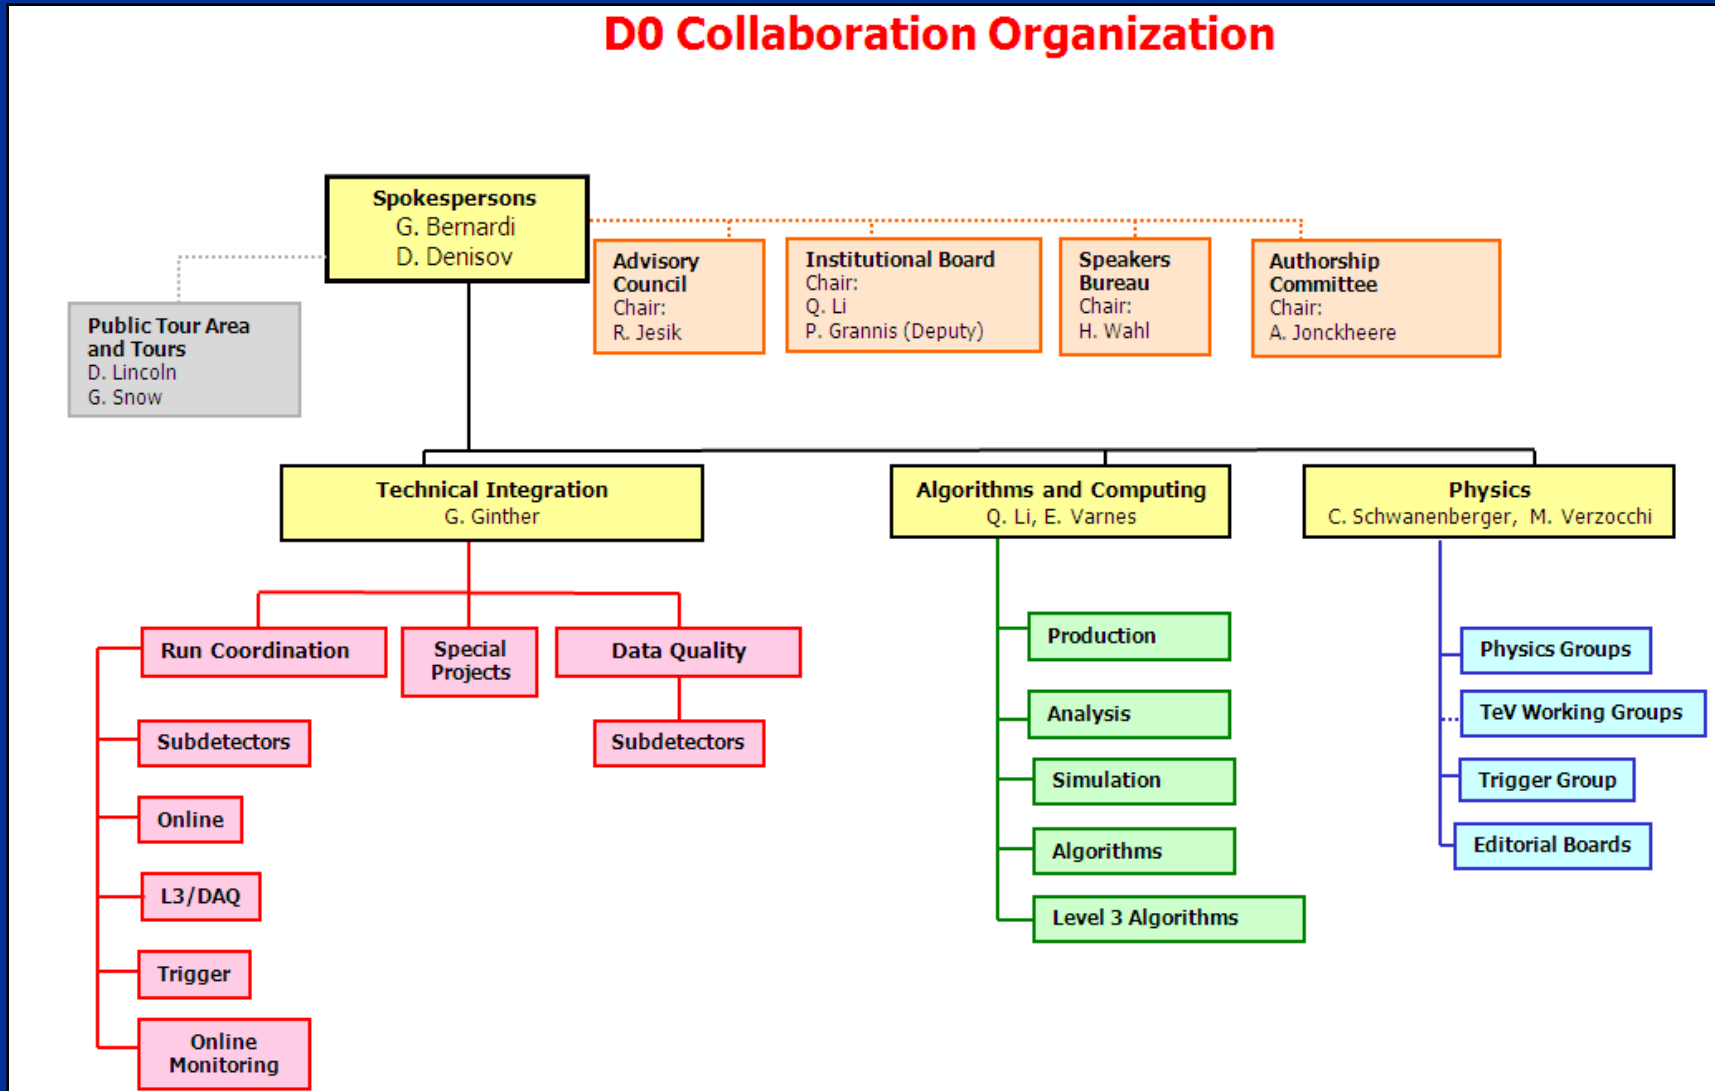 D0 Collaboration Organization
Spokespersons
G. Bernardi
D. Denisov
Advisory
Council
Chair:
R. Jesik
Institutional Board
Chair:
Q. Li
P. Grannis (Deputy)
Speakers
Bureau
Chair:
H. Wahl
Authorship
Committee
Chair:
A. Jonckheere
Public Tour Area
and Tours
D. Lincoln
G. Snow
Technical Integration
G. Ginther
Algorithms and Computing
Q. Li, E. Varnes
Physics
C. Schwanenberger, M. Verzocchi
Run Coordination
Special
Projects
Data Quality
Subdetectors
Online
L3/DAQ
Trigger
Online
Monitoring
Subdetectors
Production
Analysis
Simulation
Algorithms
Level 3 Algorithms
Physics Groups
TeV Working Groups
Trigger Group
Editorial Boards